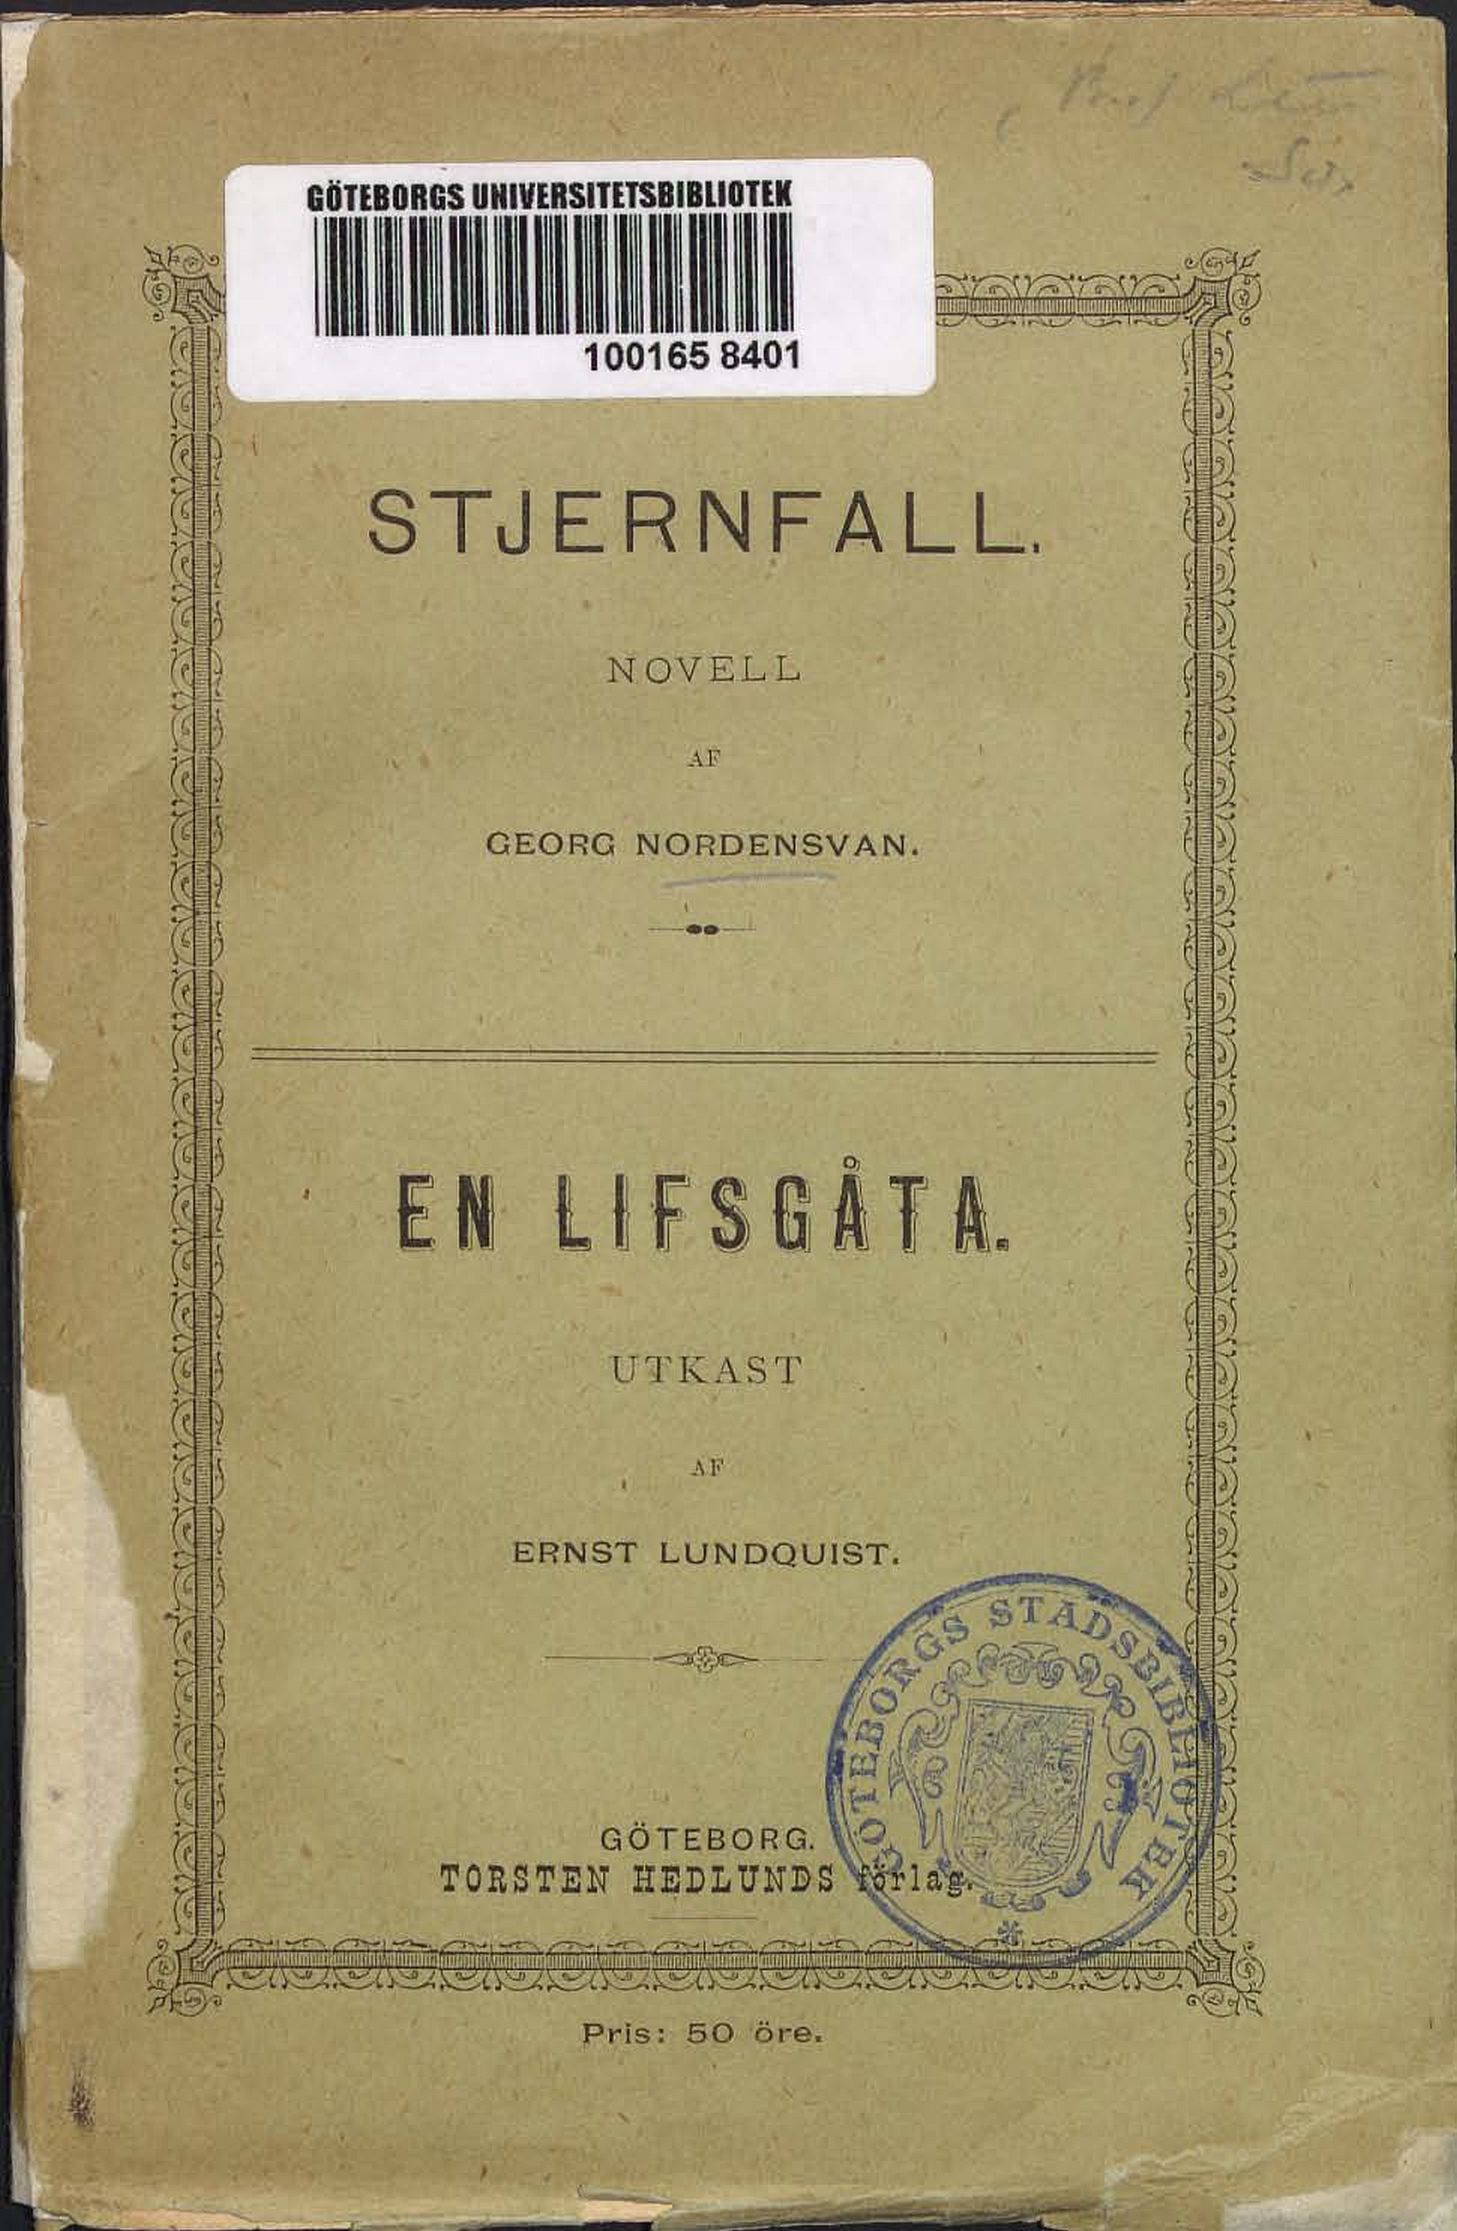 GÖTEBORGS UNIVERSITETSBIBLIOTEK
100165 8401
STJERNFALL.
NOVELL
AF
GEORG NORDENSVAN.
EN LIFSGÅTA.
UTKAST
AF
ERNST LUNDQUIST.
GÖTEBORGS STADSBIBLIOTEK
GÖTEBORG.
TORSTEN HEDLUNDS förlag.
Pris: 50 öre.